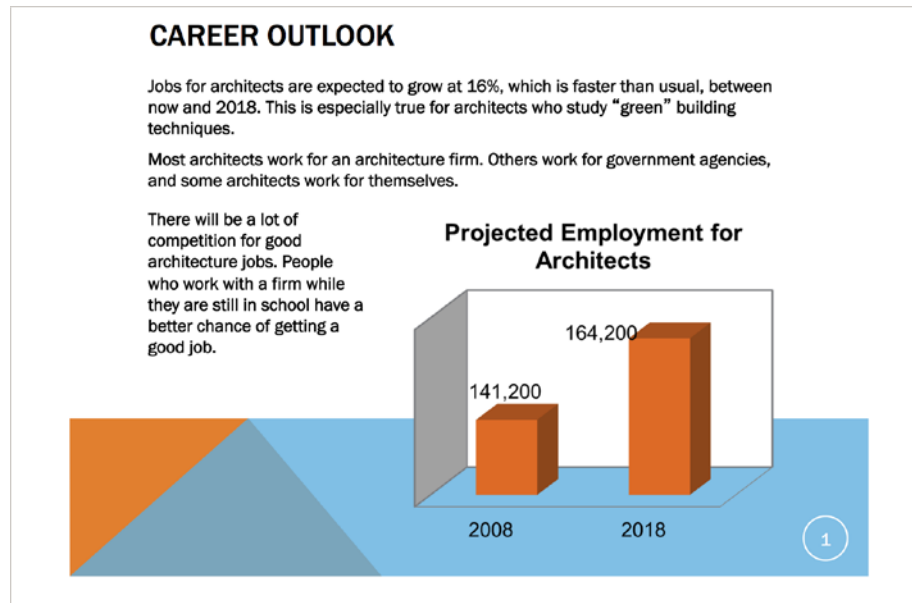 CAREER OUTLOOK
Jobs for architects are expected to grow at 16%, which is faster than usual, between
now and 2018. This is especially true for architects who study “green” building
techniques.
Most architects work for an architecture firm. Others work for government agencies,
and some architects work for themselves.
There will be a lot of
competition for good
architecture jobs. People
who work with a firm while
they are still in school have a
better chance of getting a
good job.
Projected Employment for
Architects
164,200
141,200
2008
2018
1